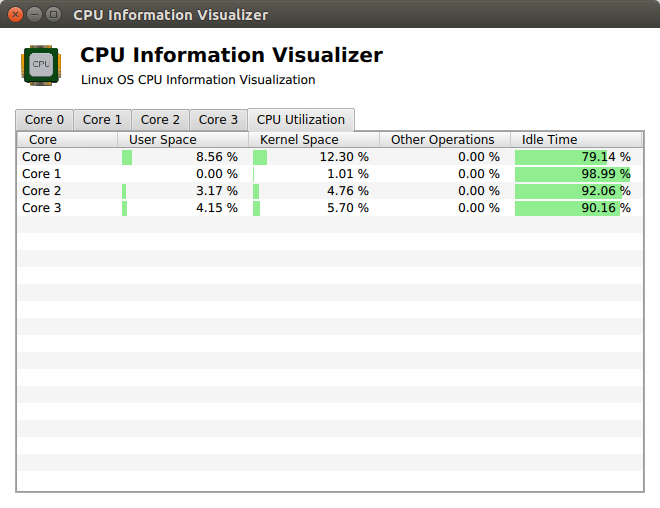 CPU Information Visualizer
CPU
CPU Information Visualizer
Linux OS CPU Information Visualization
Core 0 Core 1 Core 2 Core 3 CPU Utilization
Core User Space Kernel Space Other Operations Idle Time
Core 0 8.56 % 12.30 % 0.00 % 79.14 %
Core 1 0.00 % 1.01 % 0.00 % 98.99 %
Core 2 3.17 % 4.76 % 0.00 % 92.06 %
Core 3 4.15 % 5.70 % 0.00 % 90.16 %